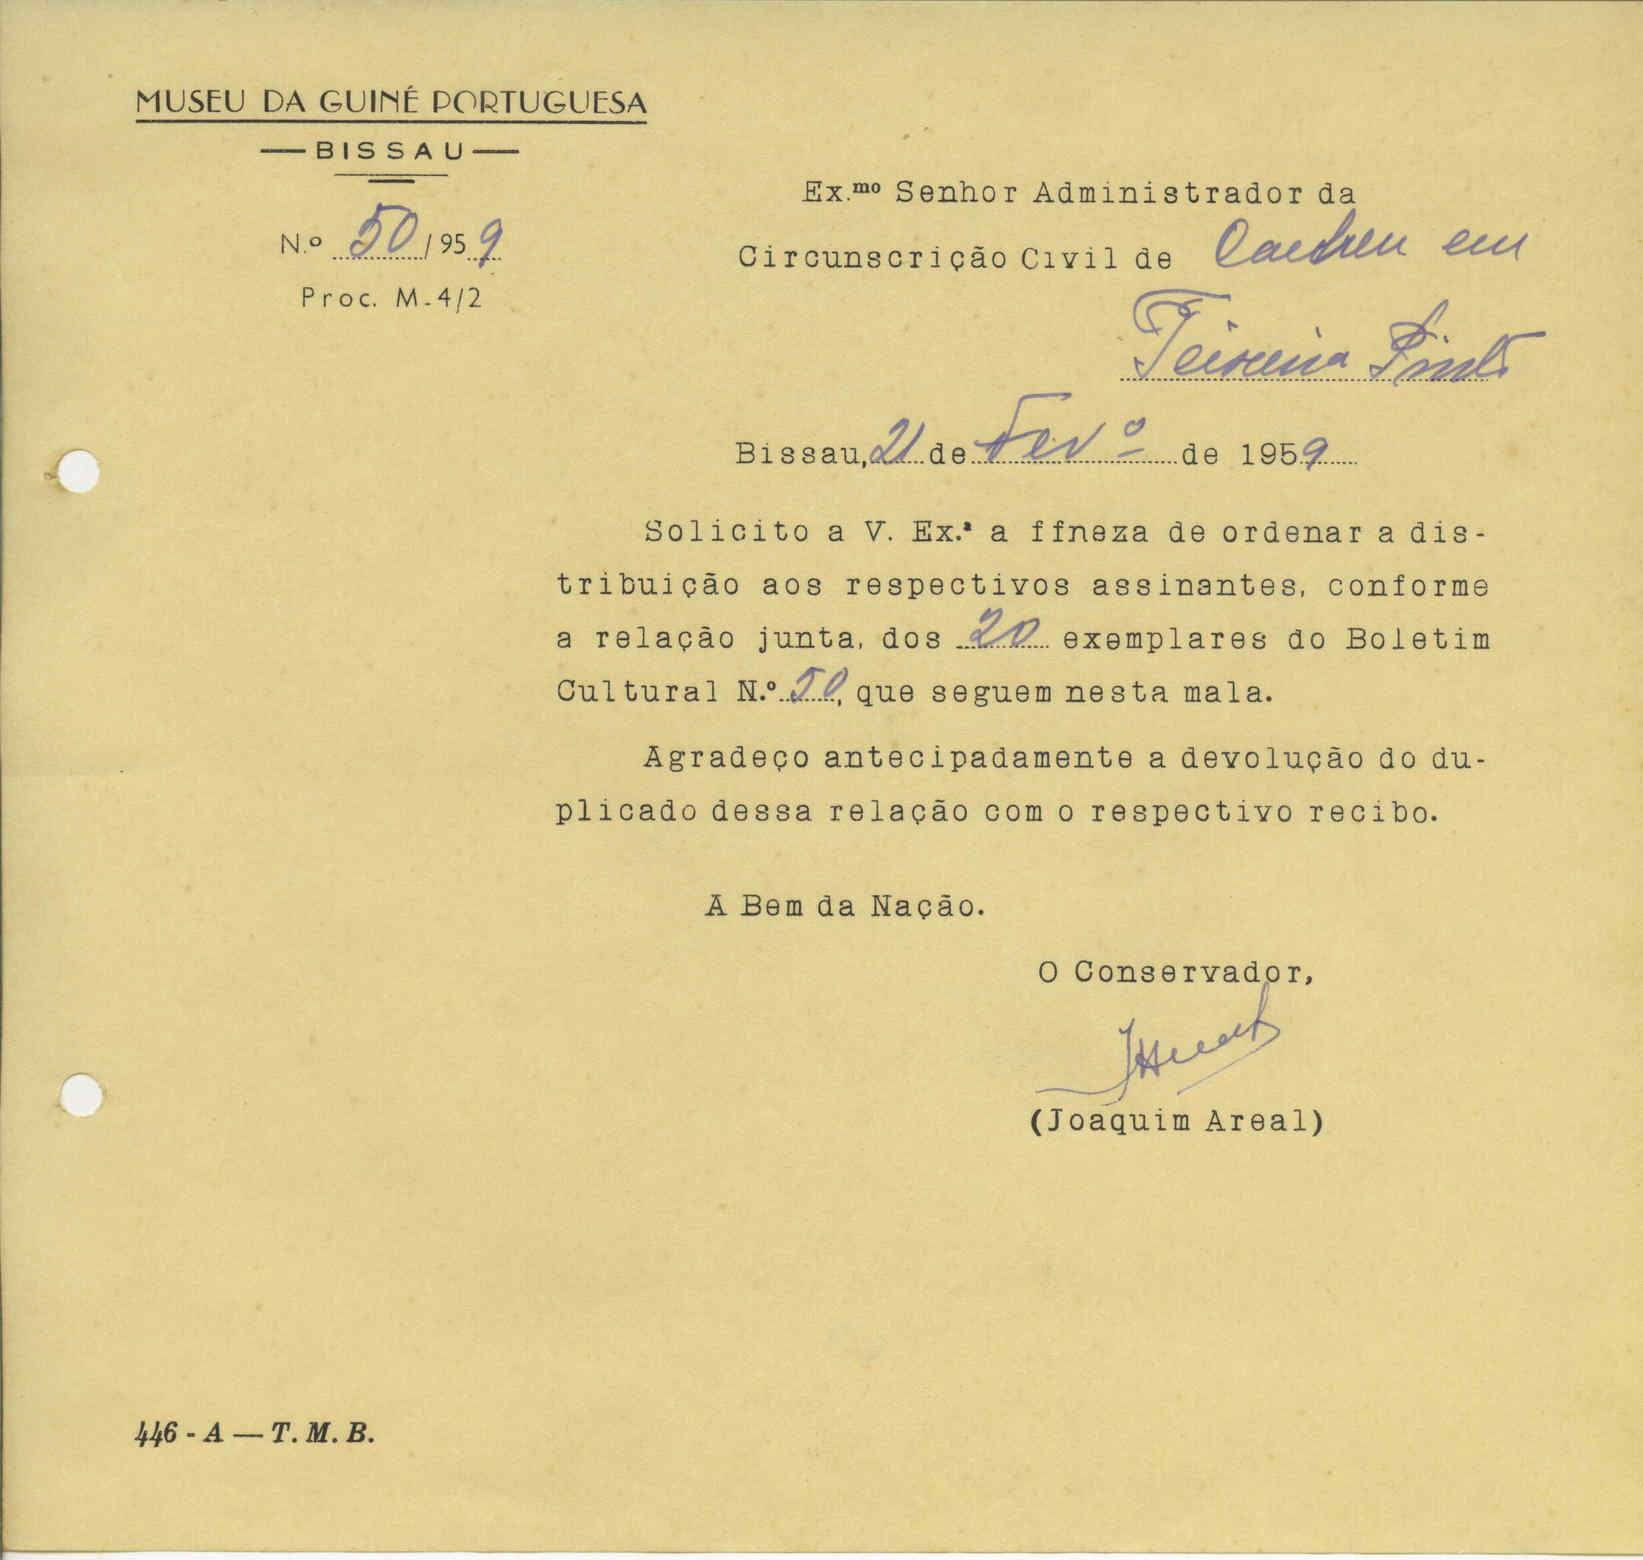 MUSEU DA GUINÉ PORTUGUESA
— BISSAU —
N.º 50/959
Proc. M-4/2
Ex.mo Senhor Administrador da
Circunscrição Civil de Cacheu em
Teixeira Pinto
Bissau, 21 de Fev.º de 1959
Solicito a V. Ex.ª a ffneza de ordenar a dis-
tribuição aos respectivos assinantes, conforme
a relação junta, dos 20 exemplares do Boletim
Cultural N.º 50, que seguem nesta mala.
Agradeço antecipadamente a devolução do du-
plicado dessa relação com o respectivo recibo.
A Bem da Nação.
O Conservador,
(Joaquim Areal)
446 - A — T. M. B.